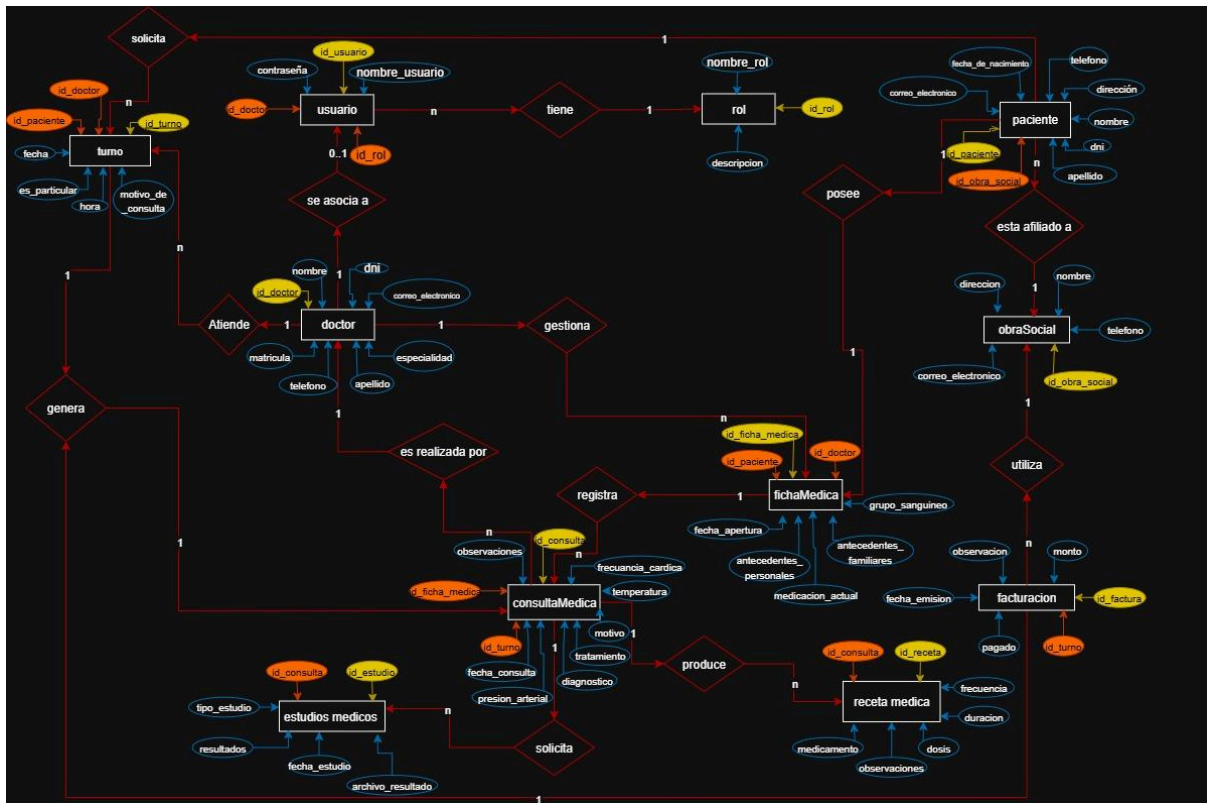 solicita
1
n
id_doctor
id_paciente
id_turno
turno
fecha
es_particular
hora
motivo_de
_consulta
id_usuario
contraseña
nombre_usuario
id_doctor
usuario
id_rol
n
tiene
1
nombre_rol
rol
id_rol
descripcion
fecha_de_nacimiento
telefono
correo_electronico
dirección
paciente
nombre
id_paciente
dni
id_obra_social
apellido
1
n
0..1
se asocia a
1
posee
esta afiliado a
1
n
1
nombre
dni
id_doctor
correo_electronico
Atiende
1
doctor
1
gestiona
matricula
especialidad
telefono
apellido
1
1
direccion
nombre
obraSocial
telefono
correo_electronico
id_obra_social
1
genera
1
n
es realizada por
n
id_ficha_medica
id_paciente
id_doctor
registra
1
fichaMedica
grupo_sanguineo
fecha_apertura
antecedentes_
personales
antecedentes_
familiares
medicacion_actual
utiliza
n
1
n
id_consulta
observaciones
frecuancia_cardica
id_ficha_medica
temperatura
consultaMedica
motivo
id_turno
tratamiento
fecha_consulta
diagnostico
presion_arterial
1
1
observacion
monto
fecha_emision
facturacion
id_factura
pagado
id_turno
produce
n
id_consulta
id_receta
frecuencia
receta medica
duracion
medicamento
dosis
observaciones
id_consulta
id_estudio
tipo_estudio
estudios medicos
n
solicita
resultados
fecha_estudio
archivo_resultado
1